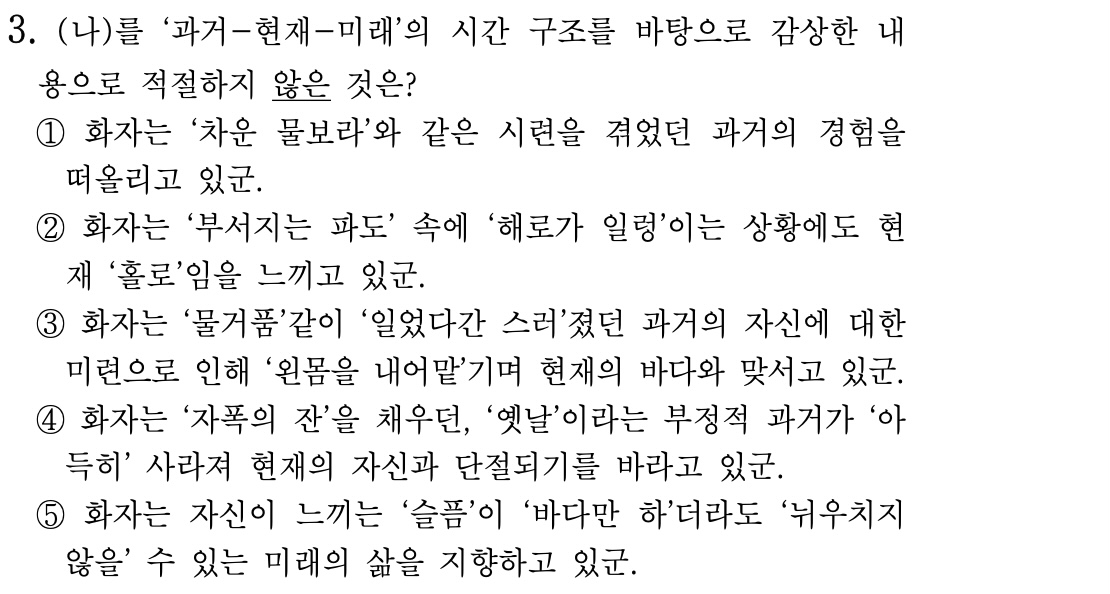 3. (나)를 ‘과거-현재-미래’의 시간 구조를 바탕으로 감상한 내
용으로 적절하지 않은 것은?
① 화자는 ‘차운 물보라’와 같은 시련을 겪었던 과거의 경험을
떠올리고 있군.
② 화자는 ‘부서지는 파도’ 속에 ‘해로가 일렁’이는 상황에도 현
재 ‘홀로’임을 느끼고 있군.
③ 화자는 ‘물거품’같이 ‘일었다간 스러’졌던 과거의 자신에 대한
미련으로 인해 ‘왼몸을 내어맡’기며 현재의 바다와 맞서고 있군.
④ 화자는 ‘자폭의 잔’을 채우던, ‘옛날’이라는 부정적 과거가 ‘아
득히’ 사라져 현재의 자신과 단절되기를 바라고 있군.
⑤ 화자는 자신이 느끼는 ‘슬픔’이 ‘바다만 하’더라도 ‘뉘우치지
않을’ 수 있는 미래의 삶을 지향하고 있군.